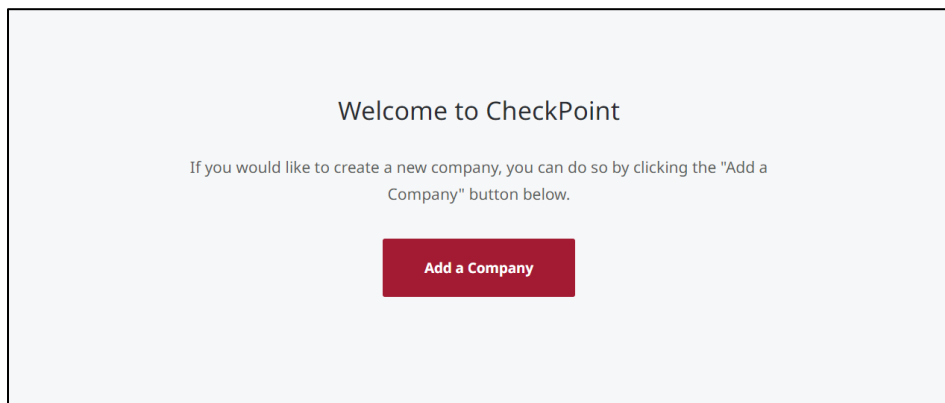 Welcome to CheckPoint
If you would like to create a new company, you can do so by clicking the "Add a
Company" button below.
Add a Company